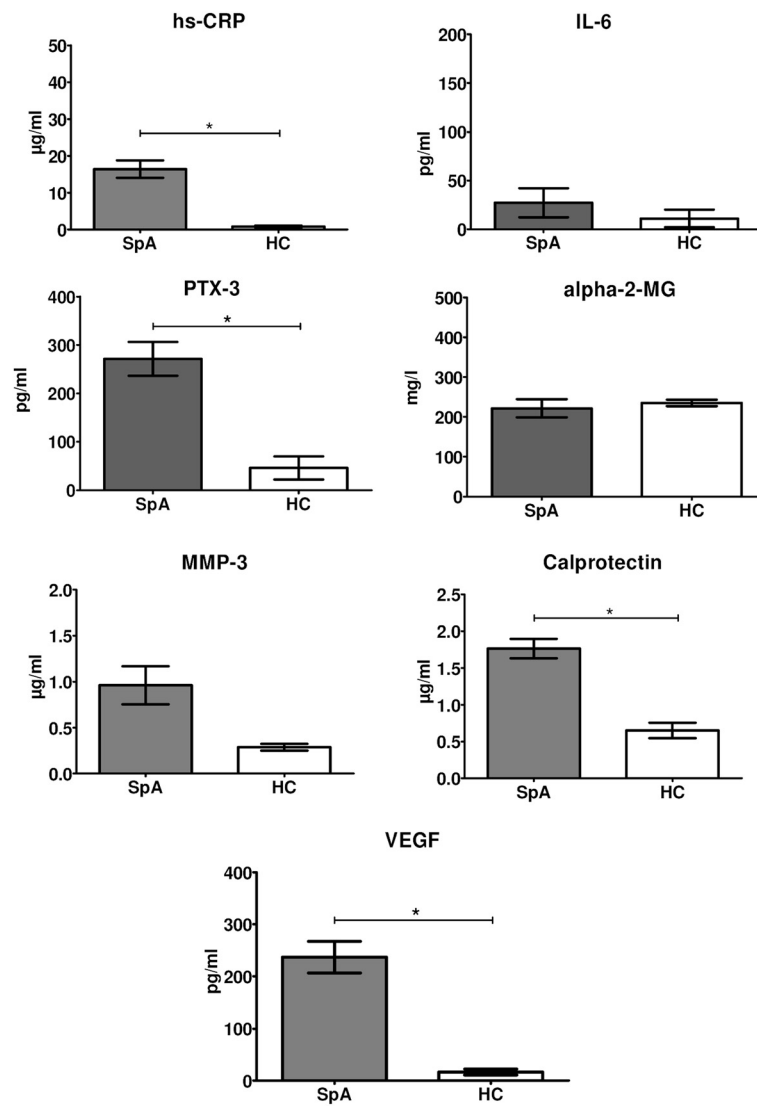 hs-CRP
50
40
30
20
10
0
µg/ml
*
SpA HC
IL-6
200
150
100
50
0
pg/ml
SpA HC
PTX-3
400
300
200
100
0
pg/ml
*
SpA HC
alpha-2-MG
500
400
300
200
100
0
mg/l
SpA HC
MMP-3
2.0
1.5
1.0
0.5
0.0
µg/ml
SpA HC
Calprotectin
2.5
2.0
1.5
1.0
0.5
0.0
µg/ml
*
SpA HC
VEGF
400
300
200
100
0
pg/ml
*
SpA HC